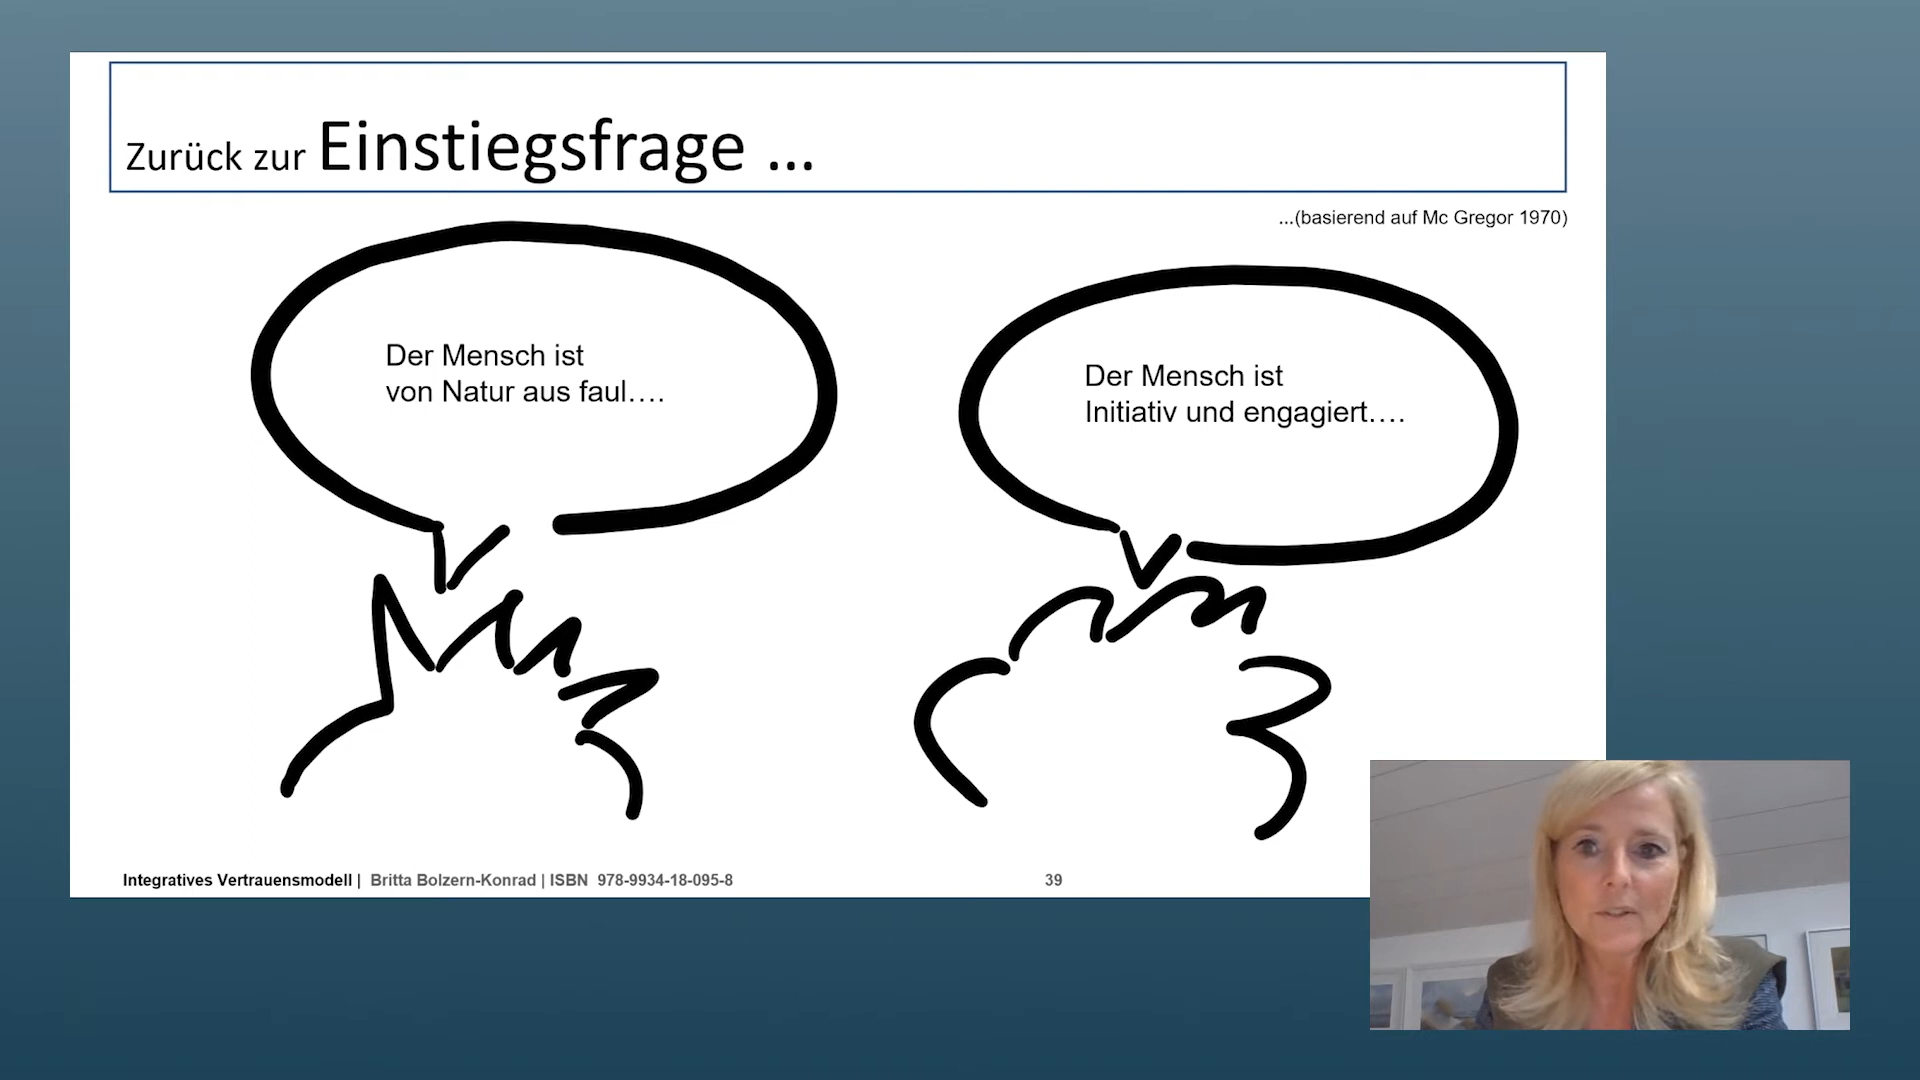 Zurück zur Einstiegsfrage ...
...(basierend auf Mc Gregor 1970)
Der Mensch ist
von Natur aus faul....
Der Mensch ist
Initiativ und engagiert....
Integratives Vertrauensmodell | Britta Bolzern-Konrad | ISBN 978-9934-18-095-8
39